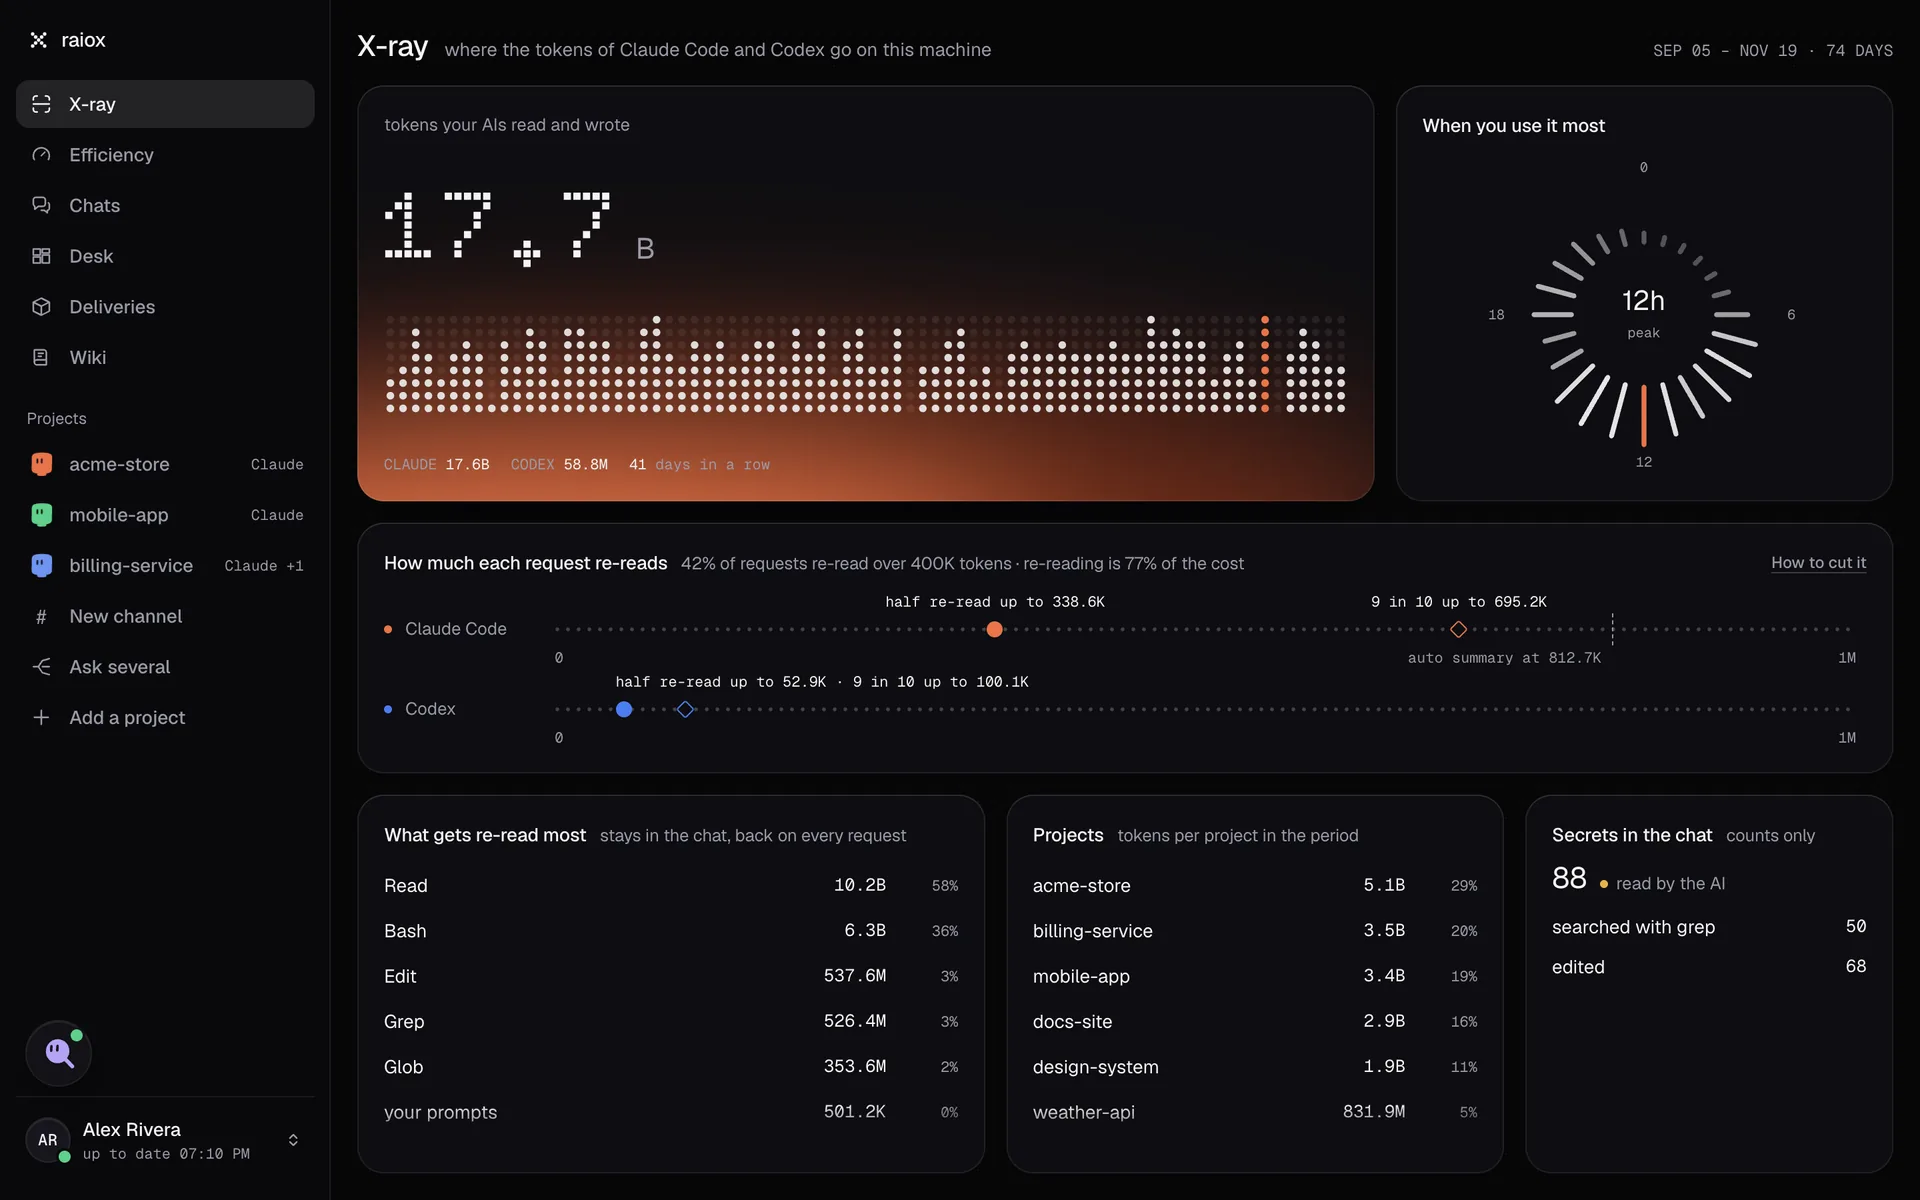 raiox
X-ray
Efficiency
Chats
Desk
Deliveries
Wiki
Projects
acme-store Claude
mobile-app Claude
billing-service Claude +1
# New channel
Ask several
Add a project
AR
Alex Rivera
up to date 07:10 PM
X-ray where the tokens of Claude Code and Codex go on this machine
SEP 05 – NOV 19 · 74 DAYS
tokens your AIs read and wrote
17.7 B
CLAUDE 17.6B CODEX 58.8M 41 days in a row
When you use it most
0
18
12h
peak
6
12
How much each request re-reads 42% of requests re-read over 400K tokens · re-reading is 77% of the cost
How to cut it
half re-read up to 338.6K 9 in 10 up to 695.2K
Claude Code
0 auto summary at 812.7K 1M
half re-read up to 52.9K · 9 in 10 up to 100.1K
Codex
0 1M
What gets re-read most stays in the chat, back on every request
Read 10.2B 58%
Bash 6.3B 36%
Edit 537.6M 3%
Grep 526.4M 3%
Glob 353.6M 2%
your prompts 501.2K 0%
Projects tokens per project in the period
acme-store 5.1B 29%
billing-service 3.5B 20%
mobile-app 3.4B 19%
docs-site 2.9B 16%
design-system 1.9B 11%
weather-api 831.9M 5%
Secrets in the chat counts only
88 read by the AI
searched with grep 50
edited 68